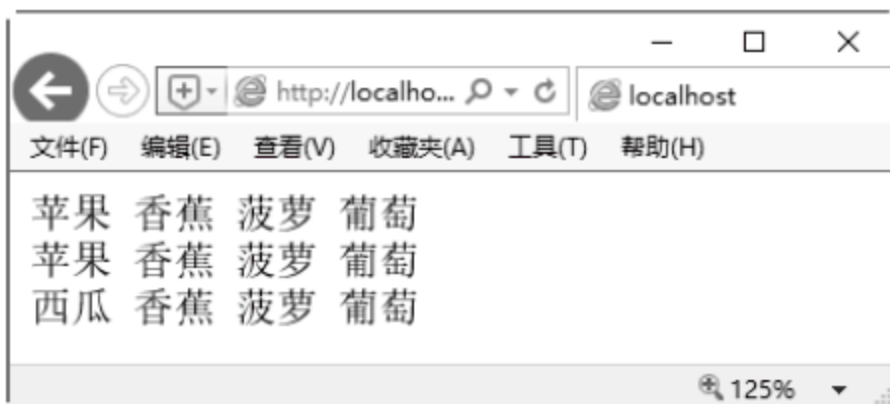 http://localho...
localhost
文件(F) 编辑(E) 查看(V) 收藏夹(A) 工具(T) 帮助(H)
苹果 香蕉 菠萝 葡萄
苹果 香蕉 菠萝 葡萄
西瓜 香蕉 菠萝 葡萄
125%